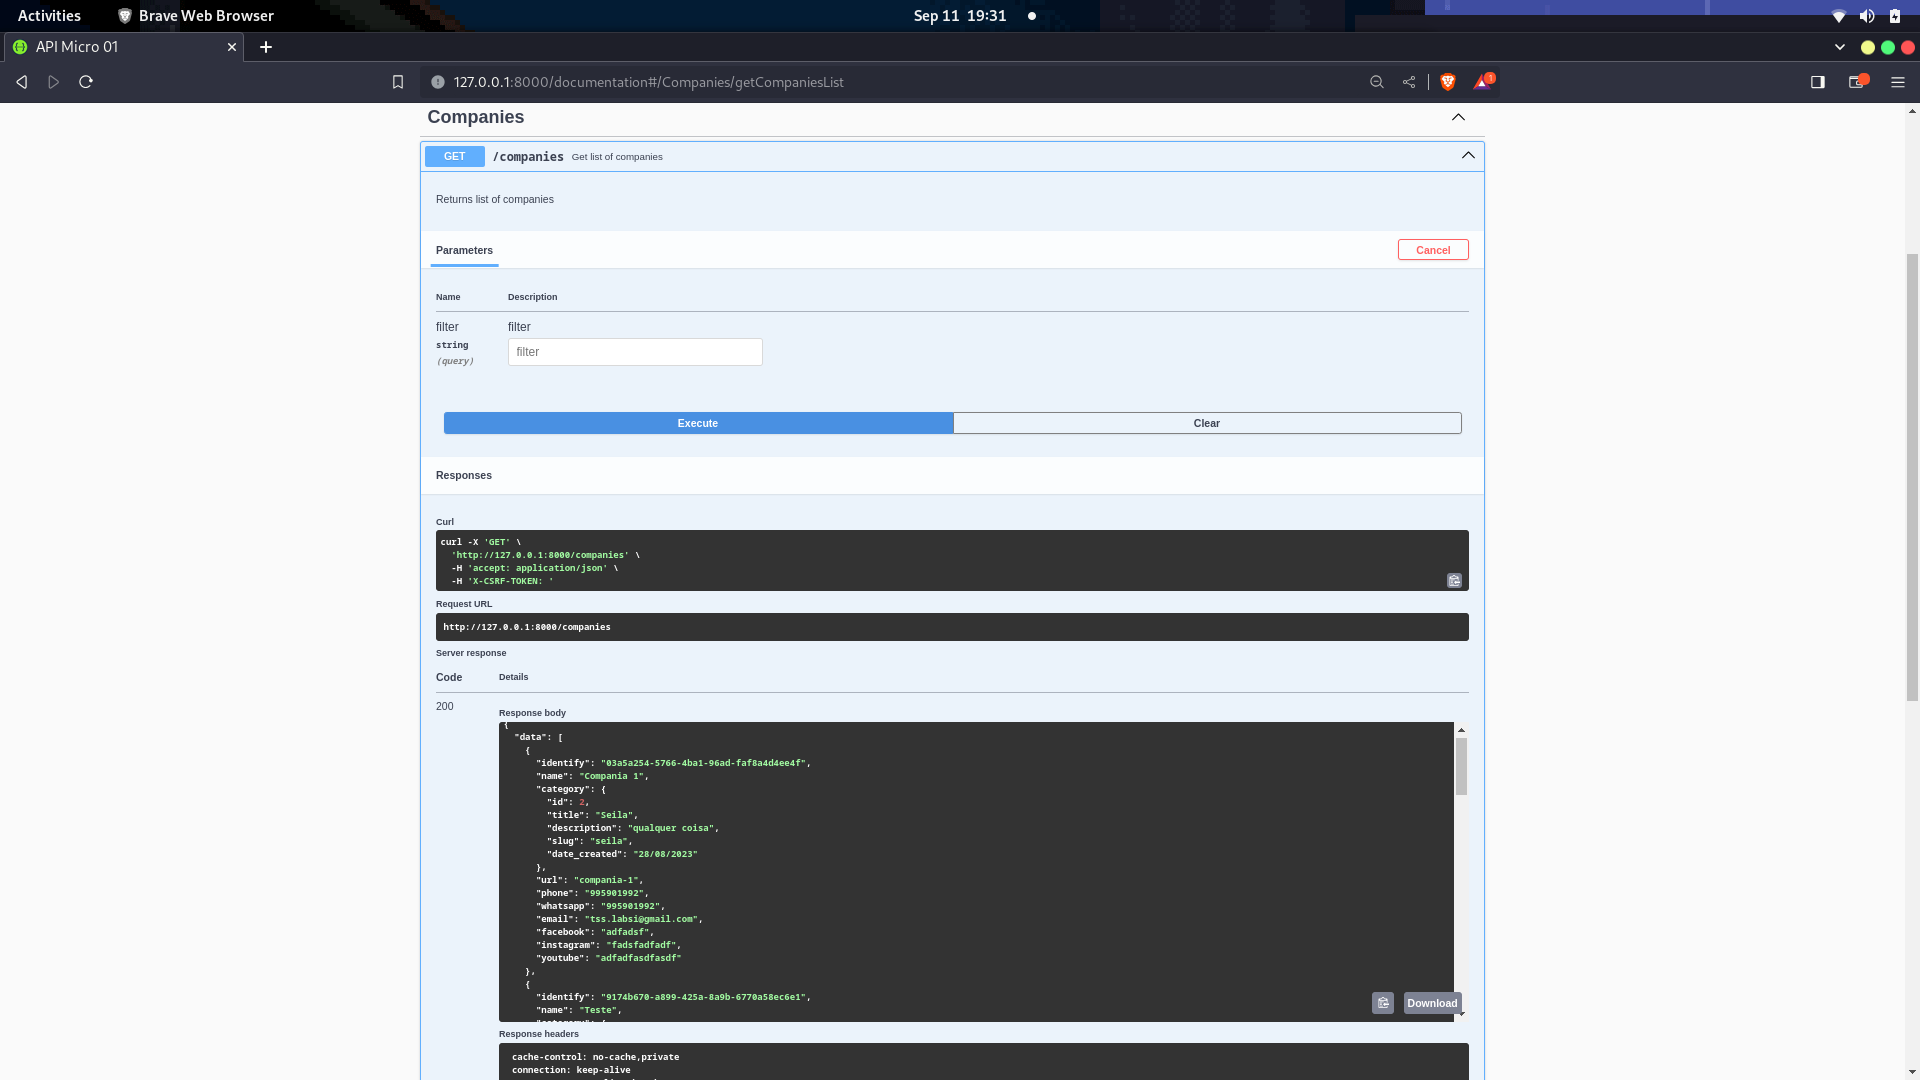 Activities Brave Web Browser Sep 11 19:31
API Micro 01
127.0.0.1:8000/documentation#/Companies/getCompaniesList 1
Companies
GET /companies Get list of companies
Returns list of companies
Parameters Cancel
Name Description
filter filter
string filter
(query)
Execute Clear
Responses
Curl
curl -X 'GET' \
'http://127.0.0.1:8000/companies' \
-H 'accept: application/json' \
-H 'X-CSRF-TOKEN: '
Request URL
http://127.0.0.1:8000/companies
Server response
Code Details
200
Response body
{
"data": [
{
"identify": "03a5a254-5766-4ba1-96ad-faf8a4d4ee4f",
"name": "Compania 1",
"category": {
"id": 2,
"title": "Seila",
"description": "qualquer coisa",
"slug": "seila",
"date_created": "28/08/2023"
},
"url": "compania-1",
"phone": "995901992",
"whatsapp": "995901992",
"email": "tss.labsi@gmail.com",
"facebook": "adfadsf",
"instagram": "fadsfadfadf",
"youtube": "adfadfasdfasdf"
},
{
"identify": "9174b670-a899-425a-8a9b-6770a58ec6e1",
"name": "Teste",
Download
Response headers
cache-control: no-cache,private
connection: keep-alive